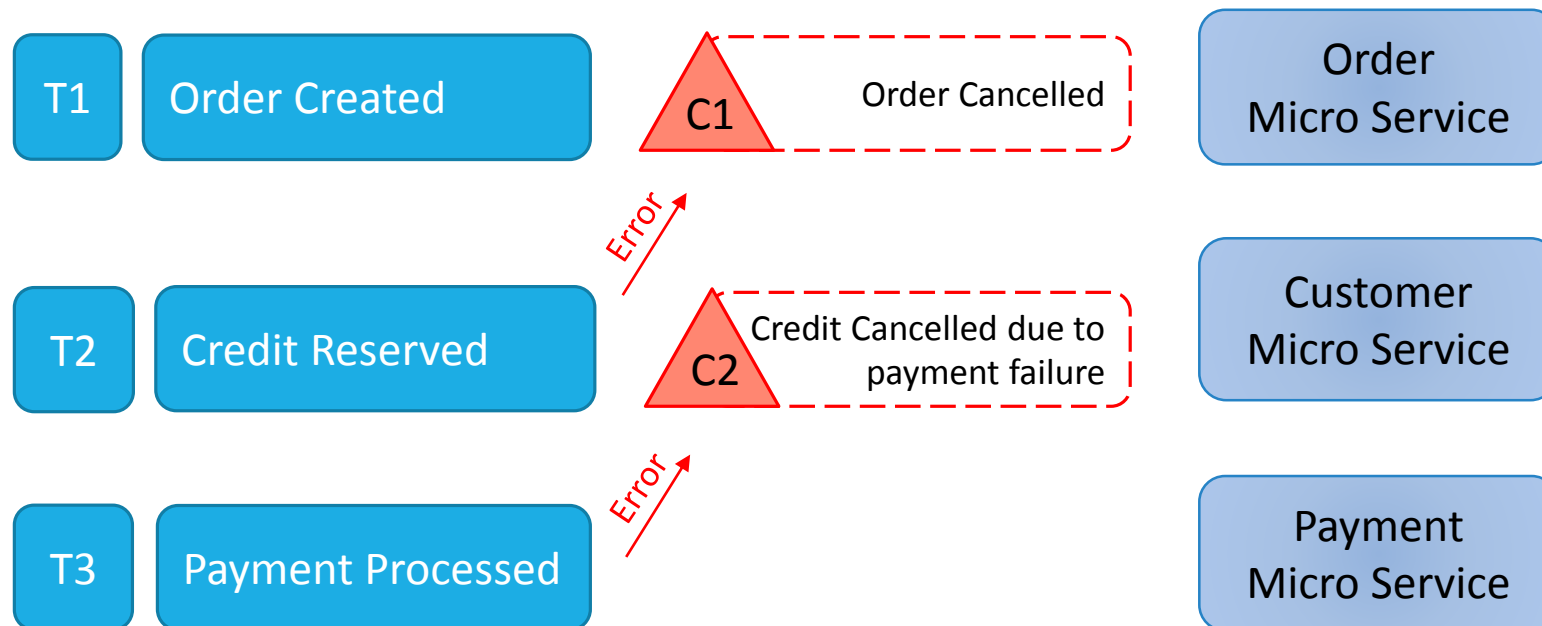 T1
Order Created
C1
Order Cancelled
Order
Micro Service
Error
T2
Credit Reserved
C2
Credit Cancelled due to
payment failure
Customer
Micro Service
Error
T3
Payment Processed
Payment
Micro Service